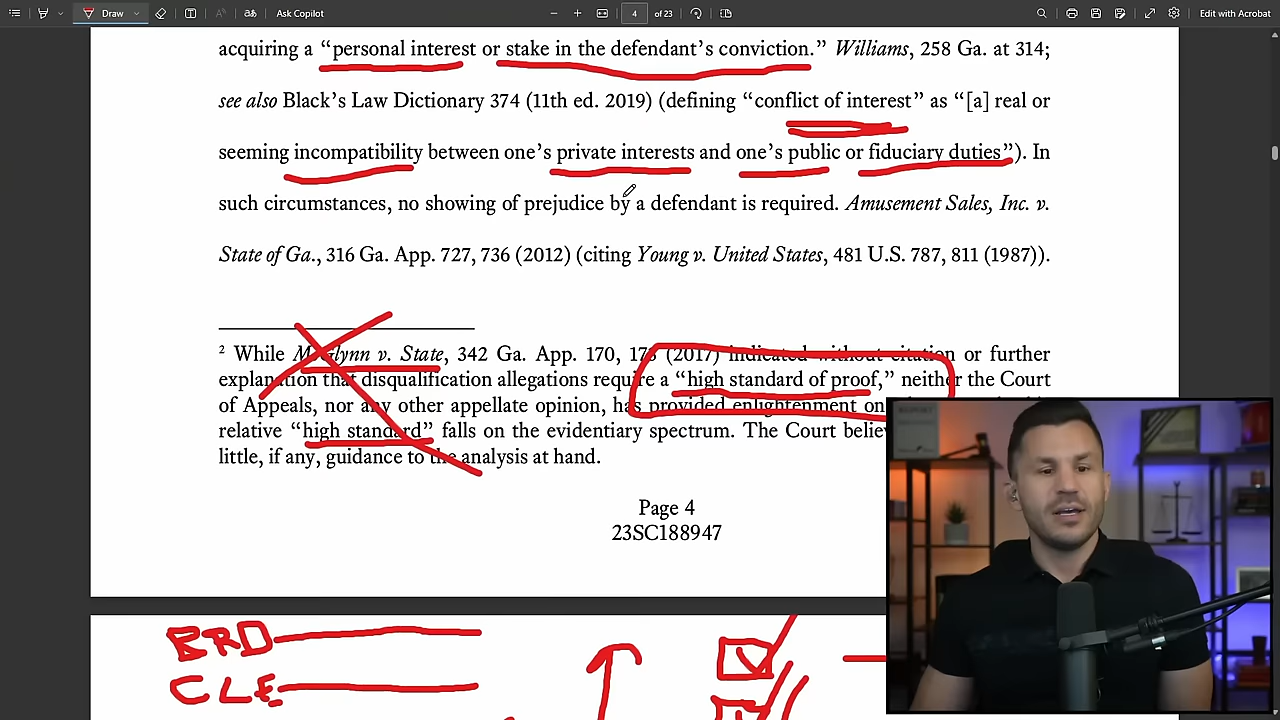 Draw
Ask Copilot
4
of 23
Edit with Acrobat
acquiring a “personal interest or stake in the defendant’s conviction.” Williams, 258 Ga. at 314;
see also Black’s Law Dictionary 374 (11th ed. 2019) (defining “conflict of interest” as “[a] real or
seeming incompatibility between one’s private interests and one’s public or fiduciary duties”). In
such circumstances, no showing of prejudice by a defendant is required. Amusement Sales, Inc. v.
State of Ga., 316 Ga. App. 727, 736 (2012) (citing Young v. United States, 481 U.S. 787, 811 (1987)).
2 While McGlynn v. State, 342 Ga. App. 170, (2017) indicated without citation or further
explanation that disqualification allegations require a “high standard of proof,” neither the Court
of Appeals, nor any other appellate opinion, has provided enlightenment on
relative “high standard” falls on the evidentiary spectrum. The Court
little, if any, guidance to the analysis at hand.
Page 4
23SC188947
BRD
CLE